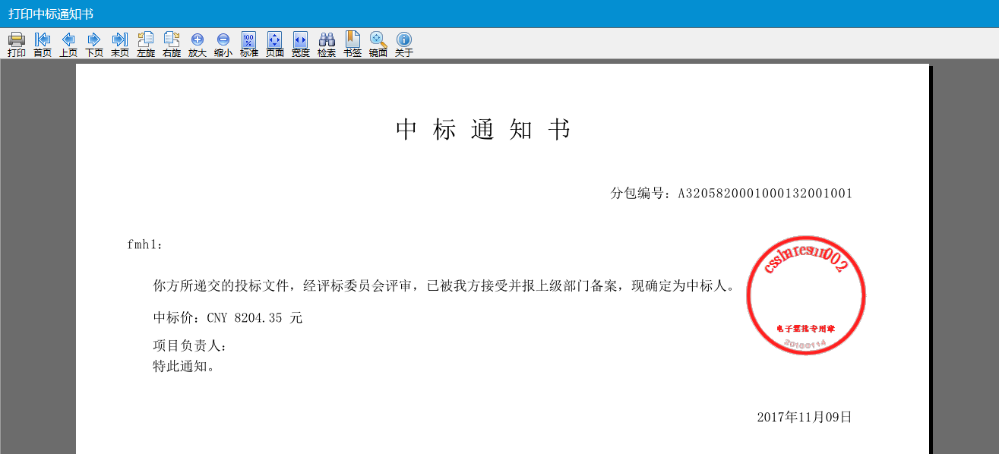 打印中标通知书
打印 首页 上页 下页 末页 左旋 右旋 放大 缩小 标准 页面 宽度 检索 书签 镜面 关于
中 标 通 知 书
分包编号：A3205820001000132001001
fmh1：
cssharesun002
你方所递交的投标文件，经评标委员会评审，已被我方接受并报上级部门备案，现确定为中标人。
中标价：CNY 8204.35 元
电子签批专用章
项目负责人：
20100114
特此通知。
2017年11月09日